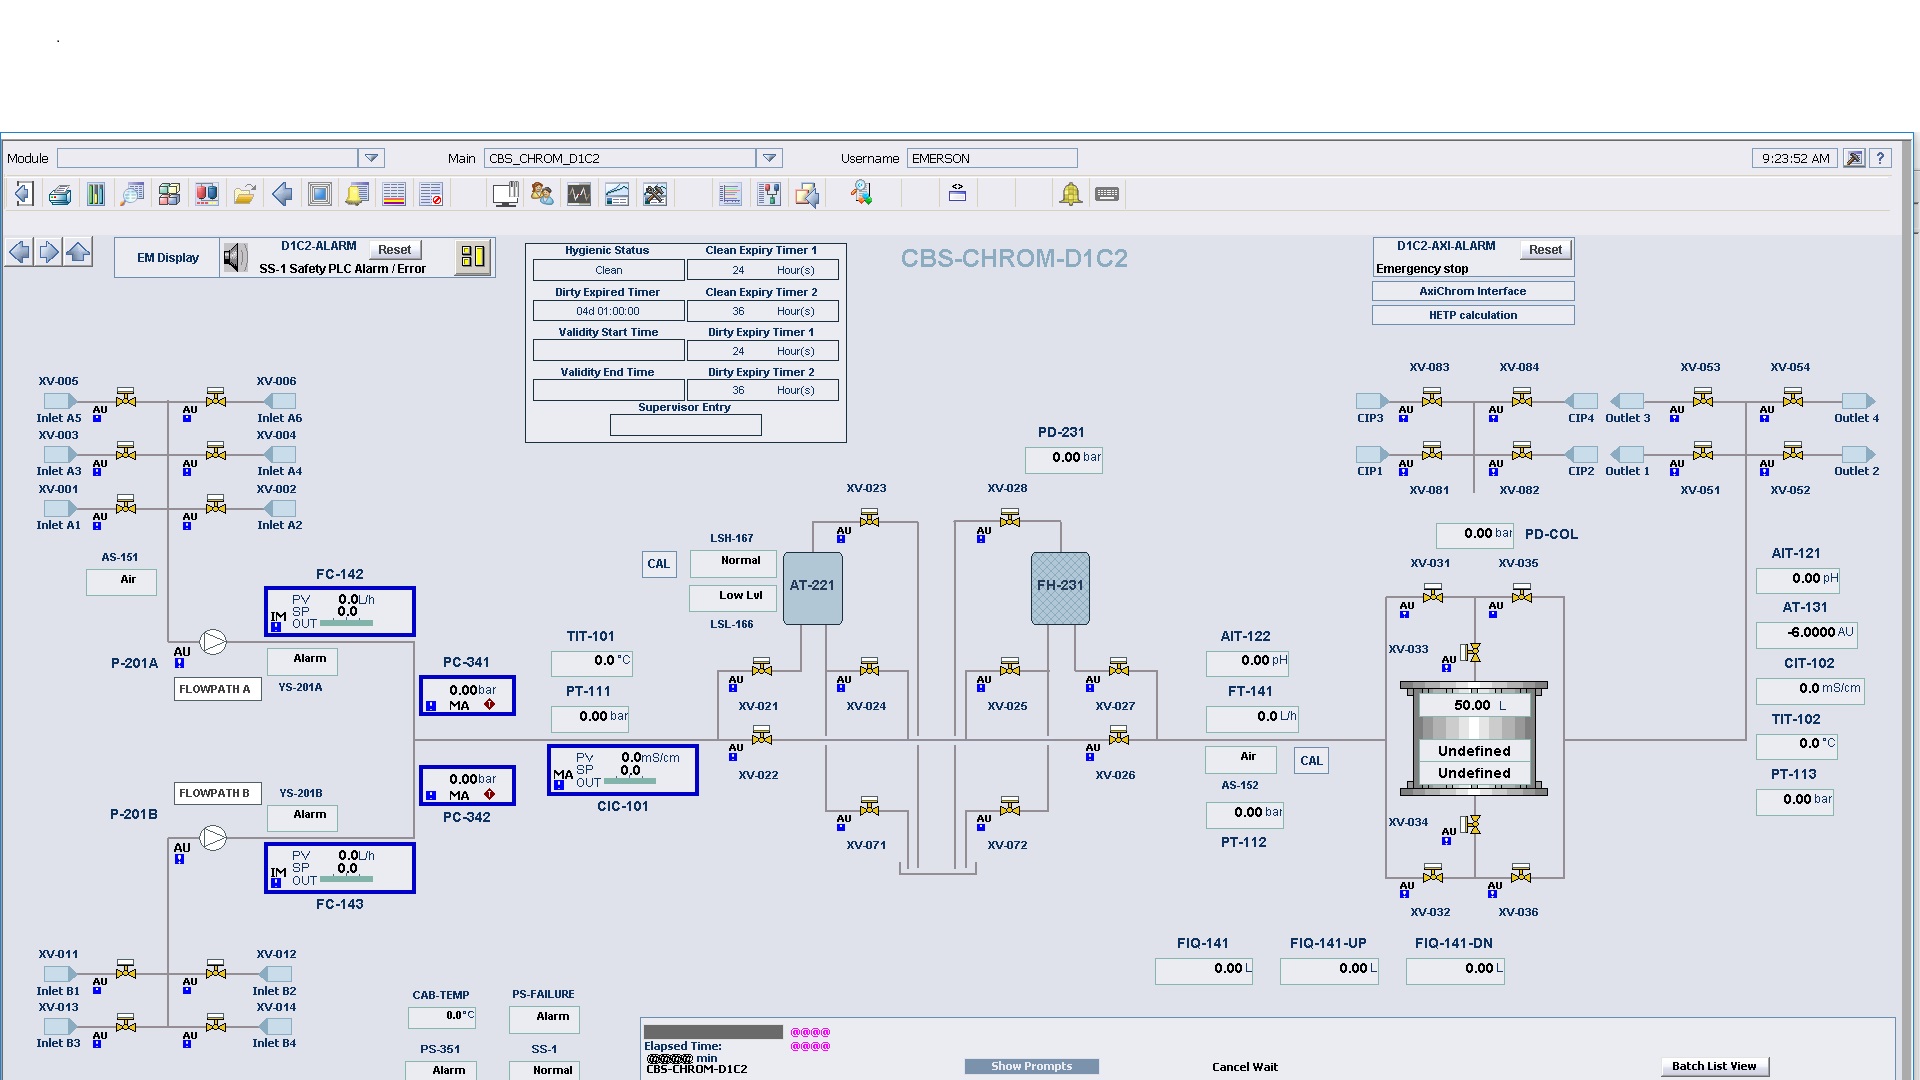 .
Module
Main CBS_CHROM_D1C2
Username EMERSON
9:23:52 AM
?
EM Display
D1C2-ALARM Reset
SS-1 Safety PLC Alarm / Error
Hygienic Status Clean Expiry Timer 1
Clean 24 Hour(s)
Dirty Expired Timer Clean Expiry Timer 2
04d 01:00:00 36 Hour(s)
Validity Start Time Dirty Expiry Timer 1
24 Hour(s)
Validity End Time Dirty Expiry Timer 2
36 Hour(s)
Supervisor Entry
CBS-CHROM-D1C2
D1C2-AXI-ALARM Reset
Emergency stop
AxiChrom Interface
HETP calculation
XV-005 XV-006
AU AU
Inlet A5 Inlet A6
XV-003 XV-004
AU AU
Inlet A3 Inlet A4
XV-001 XV-002
AU AU
Inlet A1 Inlet A2
AS-151
Air
FC-142
PV 0.0 L/h
SP 0.0
IM
OUT
AU
P-201A
Alarm
YS-201A
FLOWPATH A
PC-341
0.00 bar
MA
FLOWPATH B
YS-201B
Alarm
P-201B
AU
PC-342
0.00 bar
MA
PV 0.0 L/h
SP 0.0
IM
OUT
FC-143
XV-011 XV-012
AU AU
Inlet B1 Inlet B2
XV-013 XV-014
AU AU
Inlet B3 Inlet B4
TIT-101
0.0 °C
PT-111
0.00 bar
PV 0.0 mS/cm
SP 0.0
MA
OUT
CIC-101
CAL
LSH-167
Normal
Low Lvl
LSL-166
AT-221
XV-023
AU
XV-028
AU
PD-231
0.00 bar
FH-231
AU XV-021
AU XV-024
AU XV-025
AU XV-027
AU XV-022
AU XV-026
AU XV-071
AU XV-072
AIT-122
0.00 pH
FT-141
0.0 L/h
Air
CAL
AS-152
0.00 bar
PT-112
XV-083 XV-084
AU AU
CIP3 CIP4
AU AU
CIP1 CIP2
XV-081 XV-082
XV-053 XV-054
AU AU
Outlet 3 Outlet 4
AU AU
Outlet 1 Outlet 2
XV-051 XV-052
0.00 bar PD-COL
XV-031 XV-035
AU AU
XV-033
AU
50.00 L
Undefined
Undefined
XV-034
AU
AU AU
XV-032 XV-036
AIT-121
0.00 pH
AT-131
-6.0000 AU
CIT-102
0.0 mS/cm
TIT-102
0.0 °C
PT-113
0.00 bar
FIQ-141 FIQ-141-UP FIQ-141-DN
0.00 L 0.00 L 0.00 L
CAB-TEMP PS-FAILURE
0.0 °C Alarm
PS-351 SS-1
Alarm Normal
@@@@
Elapsed Time: @@@@
@@@@ min
CBS-CHROM-D1C2
Show Prompts
Cancel Wait
Batch List View